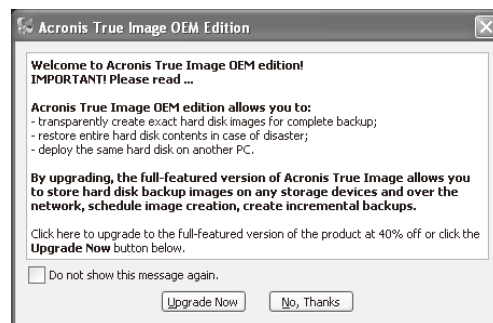 Acronis True Image OEM Edition
Welcome to Acronis True Image OEM edition!
IMPORTANT! Please read ...
Acronis True Image OEM edition allows you to:
- transparently create exact hard disk images for complete backup;
- restore entire hard disk contents in case of disaster;
- deploy the same hard disk on another PC.
By upgrading, the full-featured version of Acronis True Image allows you
to store hard disk backup images on any storage devices and over the
network, schedule image creation, create incremental backups.
Click here to upgrade to the full-featured version of the product at 40% off or click the
Upgrade Now button below.
Do not show this message again.
Upgrade Now No, Thanks